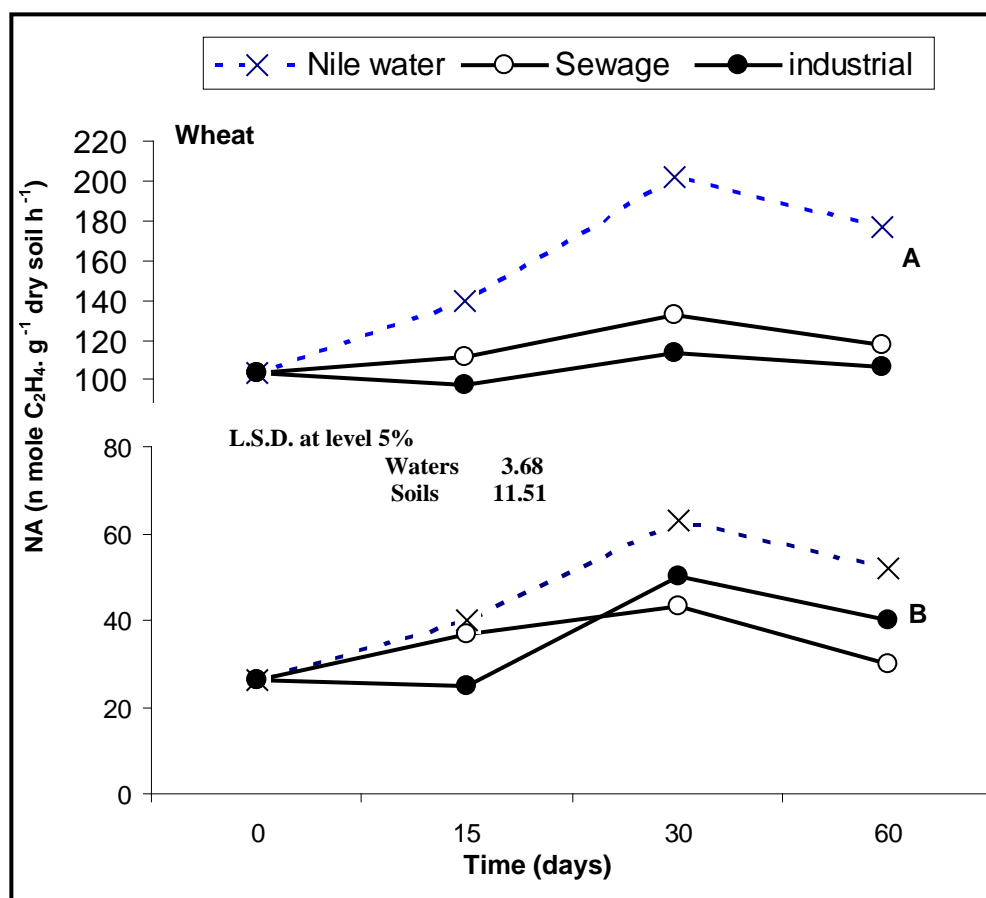 Nile water Sewage industrial
Wheat
NA (n mole C₂H₄. g⁻¹ dry soil h⁻¹)
220
200
180
160
140
120
100
A
L.S.D. at level 5%
Waters 3.68
Soils 11.51
80
60
40
20
0
B
0 15 30 60
Time (days)